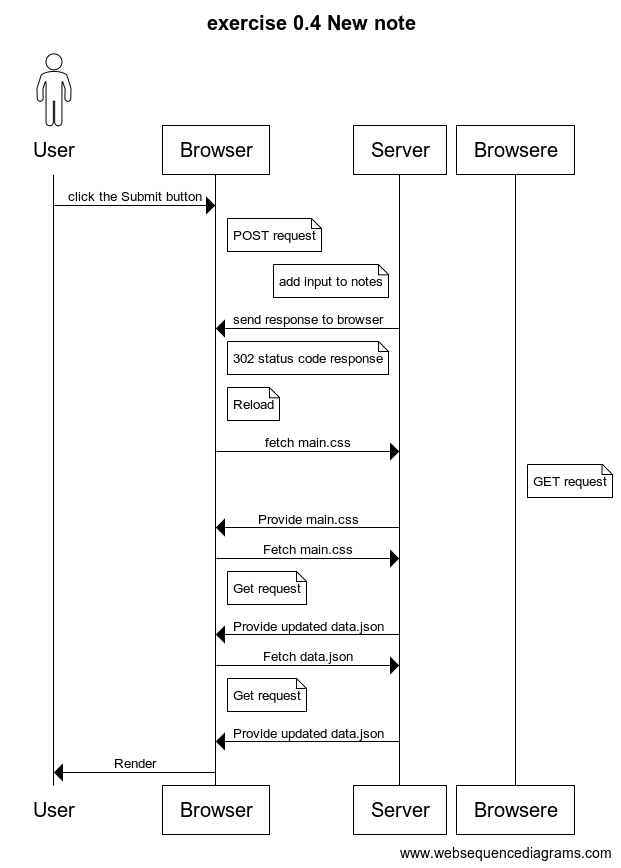 exercise 0.4 New note
User
Browser
Server
Browsere
click the Submit button
POST request
add input to notes
send response to browser
302 status code response
Reload
fetch main.css
GET request
Provide main.css
Fetch main.css
Get request
Provide updated data.json
Fetch data.json
Get request
Provide updated data.json
Render
User
Browser
Server
Browsere
www.websequencediagrams.com